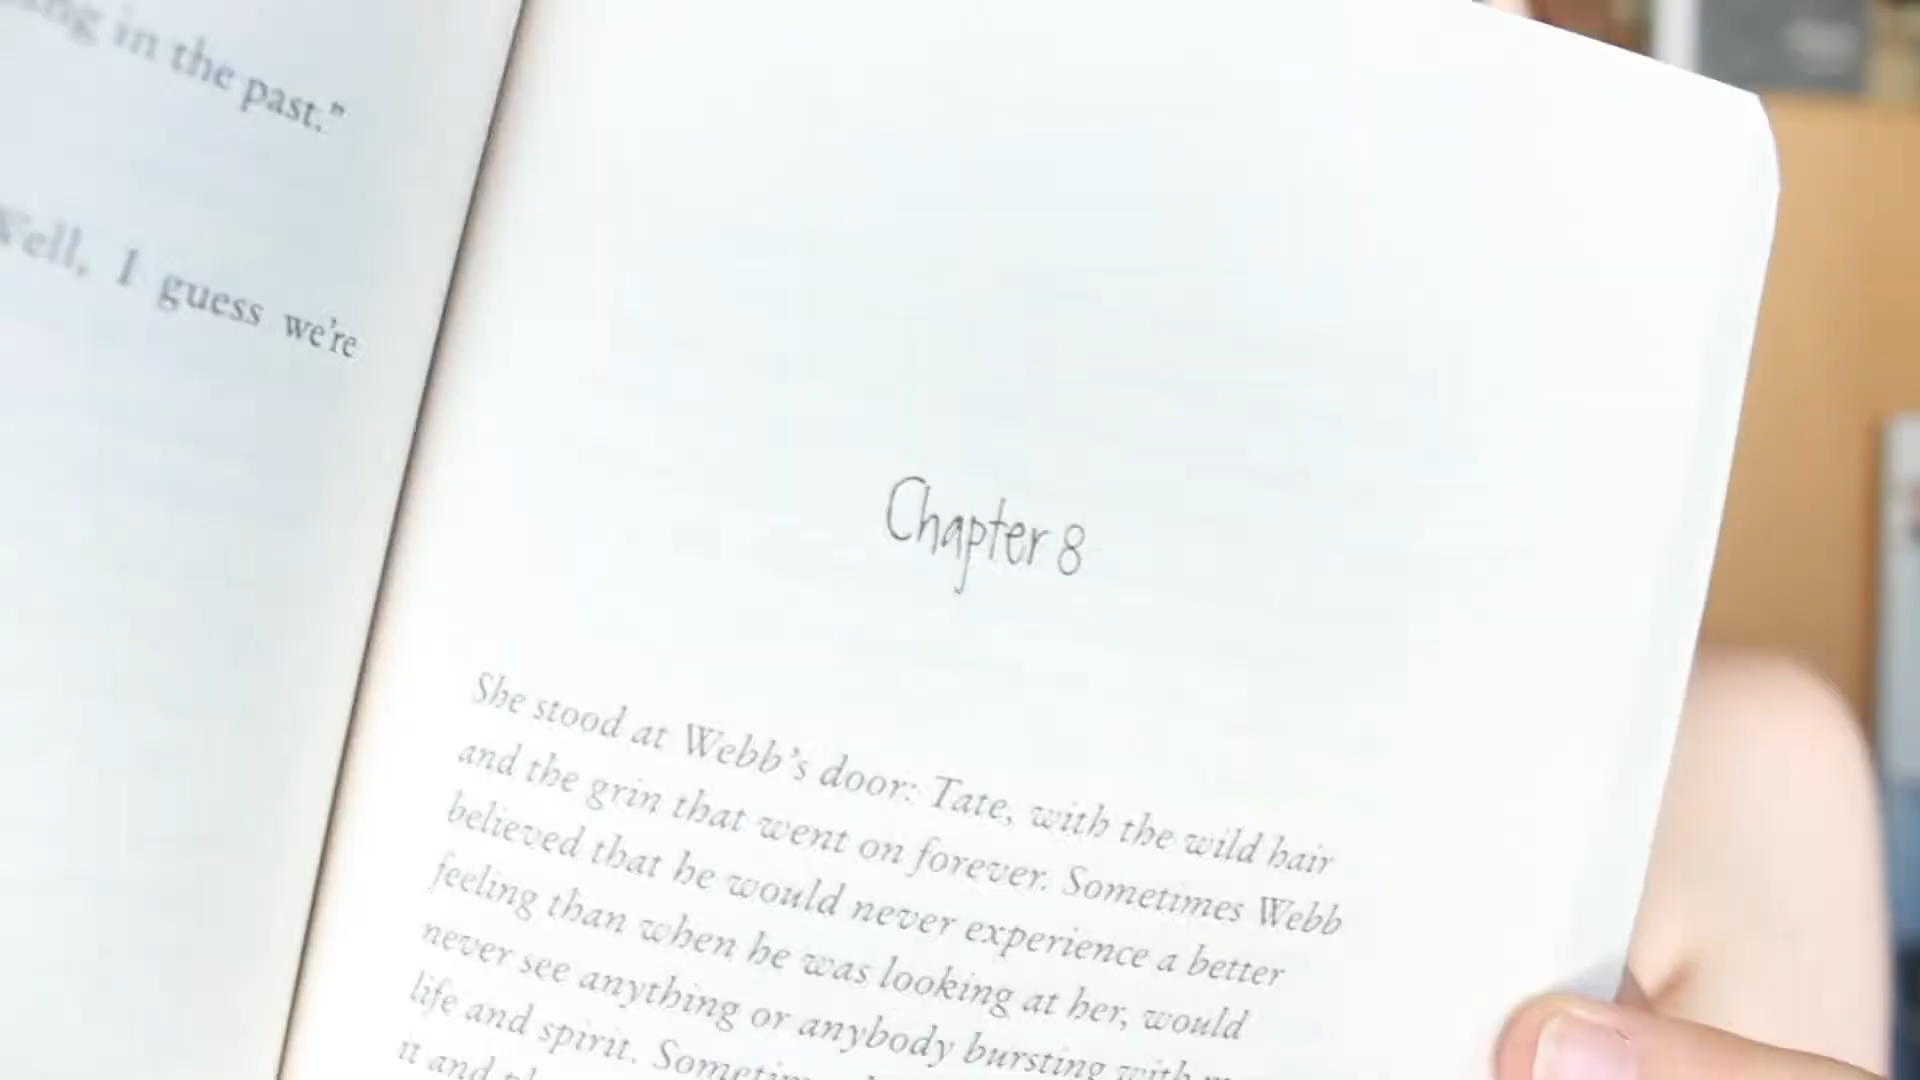 in the past.”
Well, I guess we’re
Chapter 8
She stood at Webb’s door: Tate, with the wild hair
and the grin that went on forever. Sometimes Webb
believed that he would never experience a better
feeling than when he was looking at her, would
never see anything or anybody bursting with
life and spirit.
it and